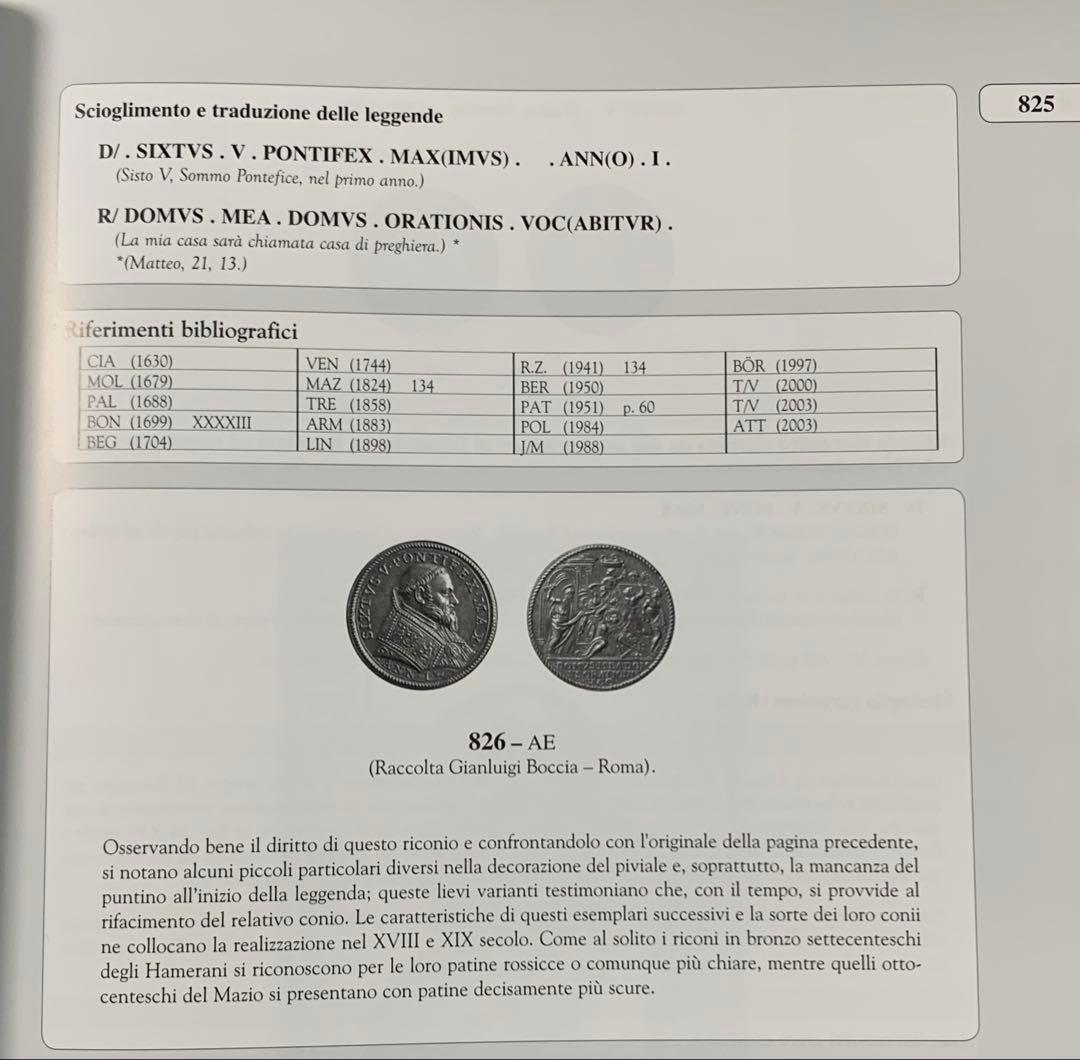 825
Scioglimento e traduzione delle leggende
D/ . SIXTVS . V . PONTIFEX . MAX(IMVS) . . ANN(O) . I .
(Sisto V, Sommo Pontefice, nel primo anno.)
R/ DOMVS . MEA . DOMVS . ORATIONIS . VOC(ABITVR) .
(La mia casa sarà chiamata casa di preghiera.) *
*(Matteo, 21, 13.)
Riferimenti bibliografici
CIA (1630) VEN (1744) R.Z. (1941) 134 BÖR (1997)
MOL (1679) MAZ (1824) 134 BER (1950) T/V (2000)
PAL (1688) TRE (1858) PAT (1951) p. 60 T/V (2003)
BON (1699) XXXXIII ARM (1883) POL (1984) ATT (2003)
BEG (1704) LIN (1898) J/M (1988)
SIXTVS V PONTIFEX MAX
ANN I
826 – AE
(Raccolta Gianluigi Boccia – Roma).
Osservando bene il diritto di questo riconio e confrontandolo con l'originale della pagina precedente,
si notano alcuni piccoli particolari diversi nella decorazione del piviale e, soprattutto, la mancanza del
puntino all'inizio della leggenda; queste lievi varianti testimoniano che, con il tempo, si provvide al
rifacimento del relativo conio. Le caratteristiche di questi esemplari successivi e la sorte dei loro conii
ne collocano la realizzazione nel XVIII e XIX secolo. Come al solito i riconi in bronzo settecenteschi
degli Hamerani si riconoscono per le loro patine rossicce o comunque più chiare, mentre quelli otto-
centeschi del Mazio si presentano con patine decisamente più scure.